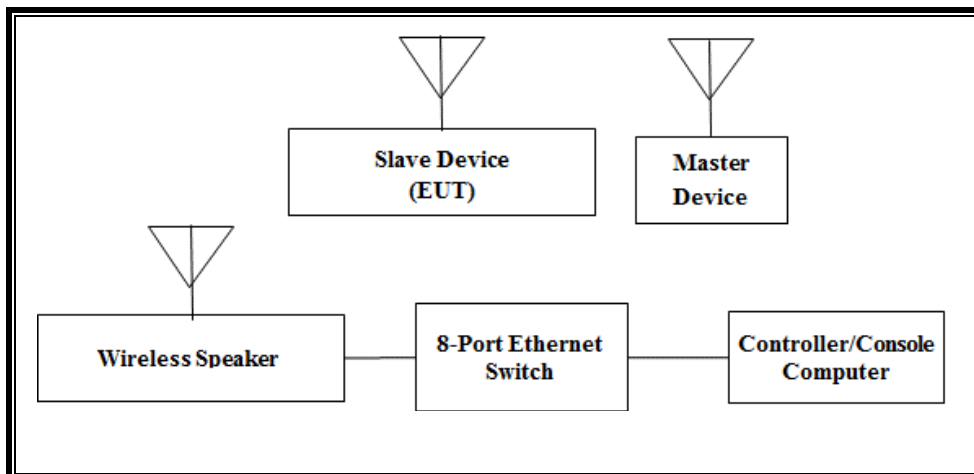 Slave Device
(EUT)
Master
Device
Wireless Speaker
8-Port Ethernet
Switch
Controller/Console
Computer